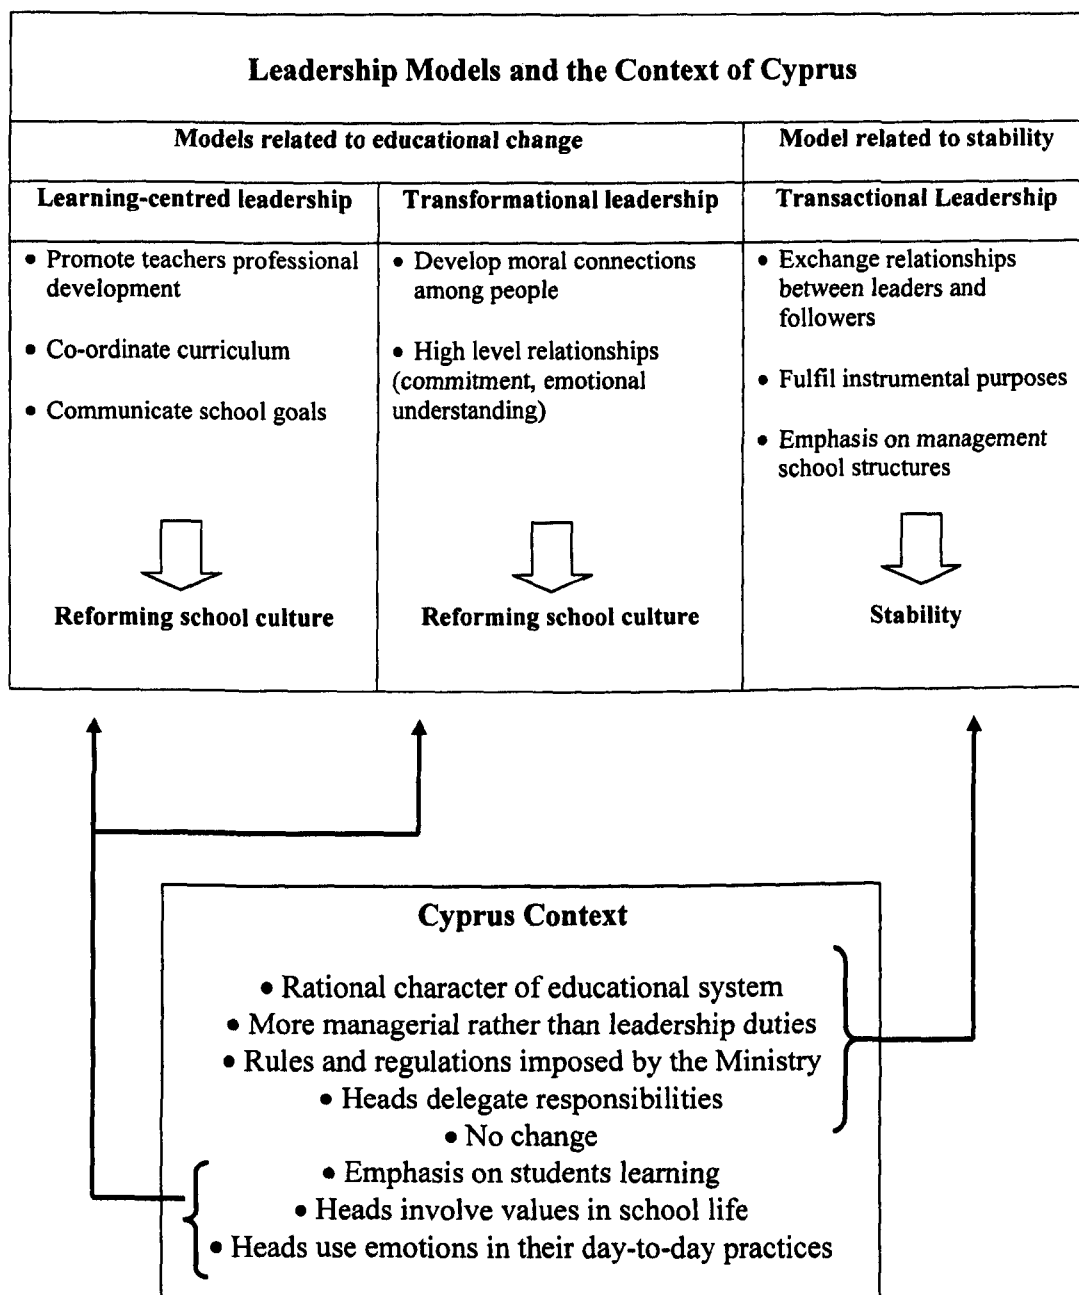 Leadership Models and the Context of Cyprus
Models related to educational change
Model related to stability
Learning-centred leadership
Transformational leadership
Transactional Leadership
• Promote teachers professional
development
• Co-ordinate curriculum
• Communicate school goals
Reforming school culture
• Develop moral connections
among people
• High level relationships
(commitment, emotional
understanding)
Reforming school culture
• Exchange relationships
between leaders and
followers
• Fulfil instrumental purposes
• Emphasis on management
school structures
Stability
Cyprus Context
• Rational character of educational system
• More managerial rather than leadership duties
• Rules and regulations imposed by the Ministry
• Heads delegate responsibilities
• No change
• Emphasis on students learning
• Heads involve values in school life
• Heads use emotions in their day-to-day practices